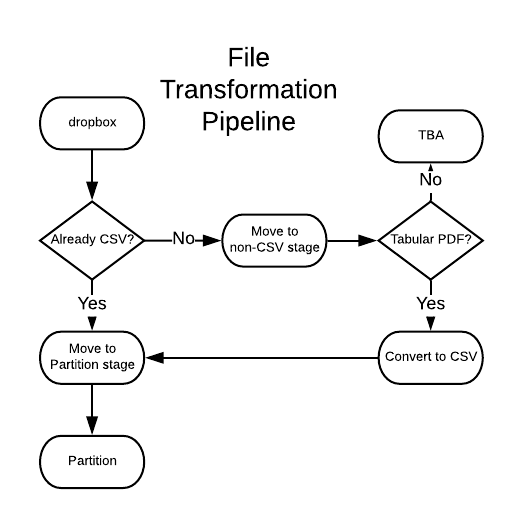 File
Transformation
Pipeline
dropbox
TBA
No
Already CSV?
No
Move to
non-CSV stage
Tabular PDF?
Yes
Yes
Move to
Partition stage
Convert to CSV
Partition